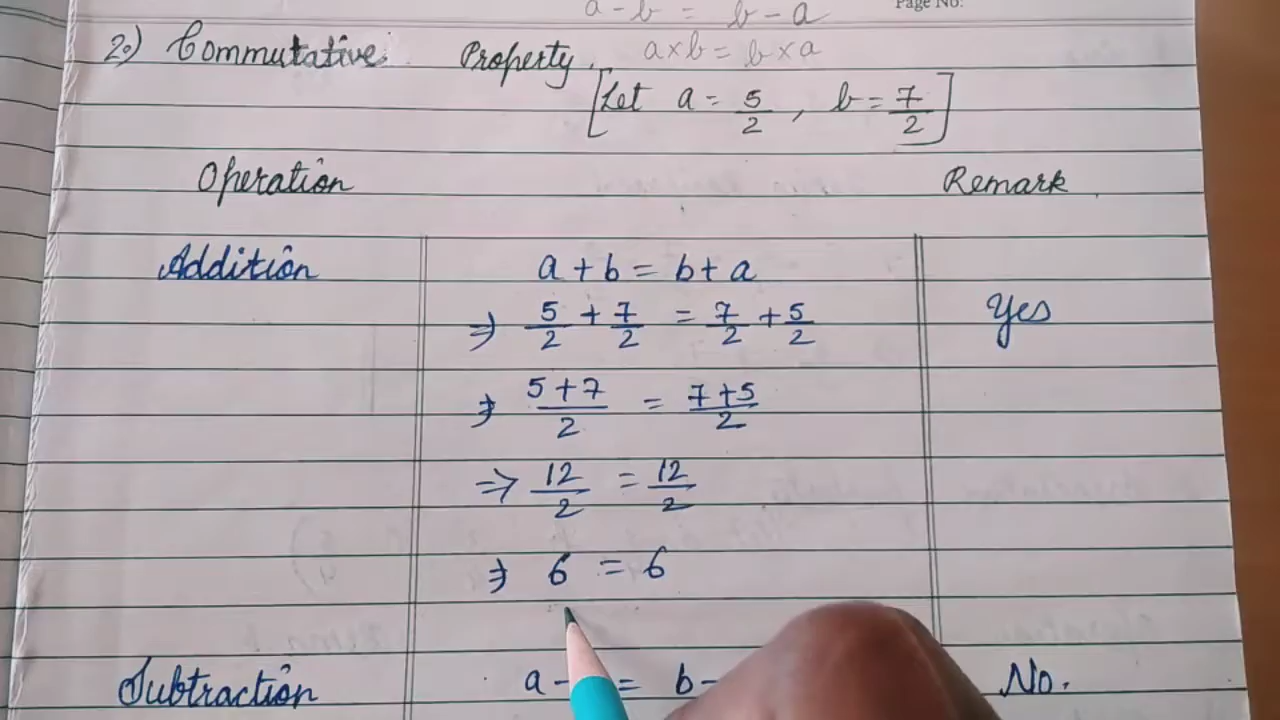 a - b = b - a Page No:
2.) Commutative Property. a×b = b×a
[Let a = 5/2, b = 7/2]
Operation Remark
Addition a + b = b + a
⇒ 5/2 + 7/2 = 7/2 + 5/2 Yes
⇒ 5+7/2 = 7+5/2
⇒ 12/2 = 12/2
⇒ 6 = 6
Subtraction a - = b - No.